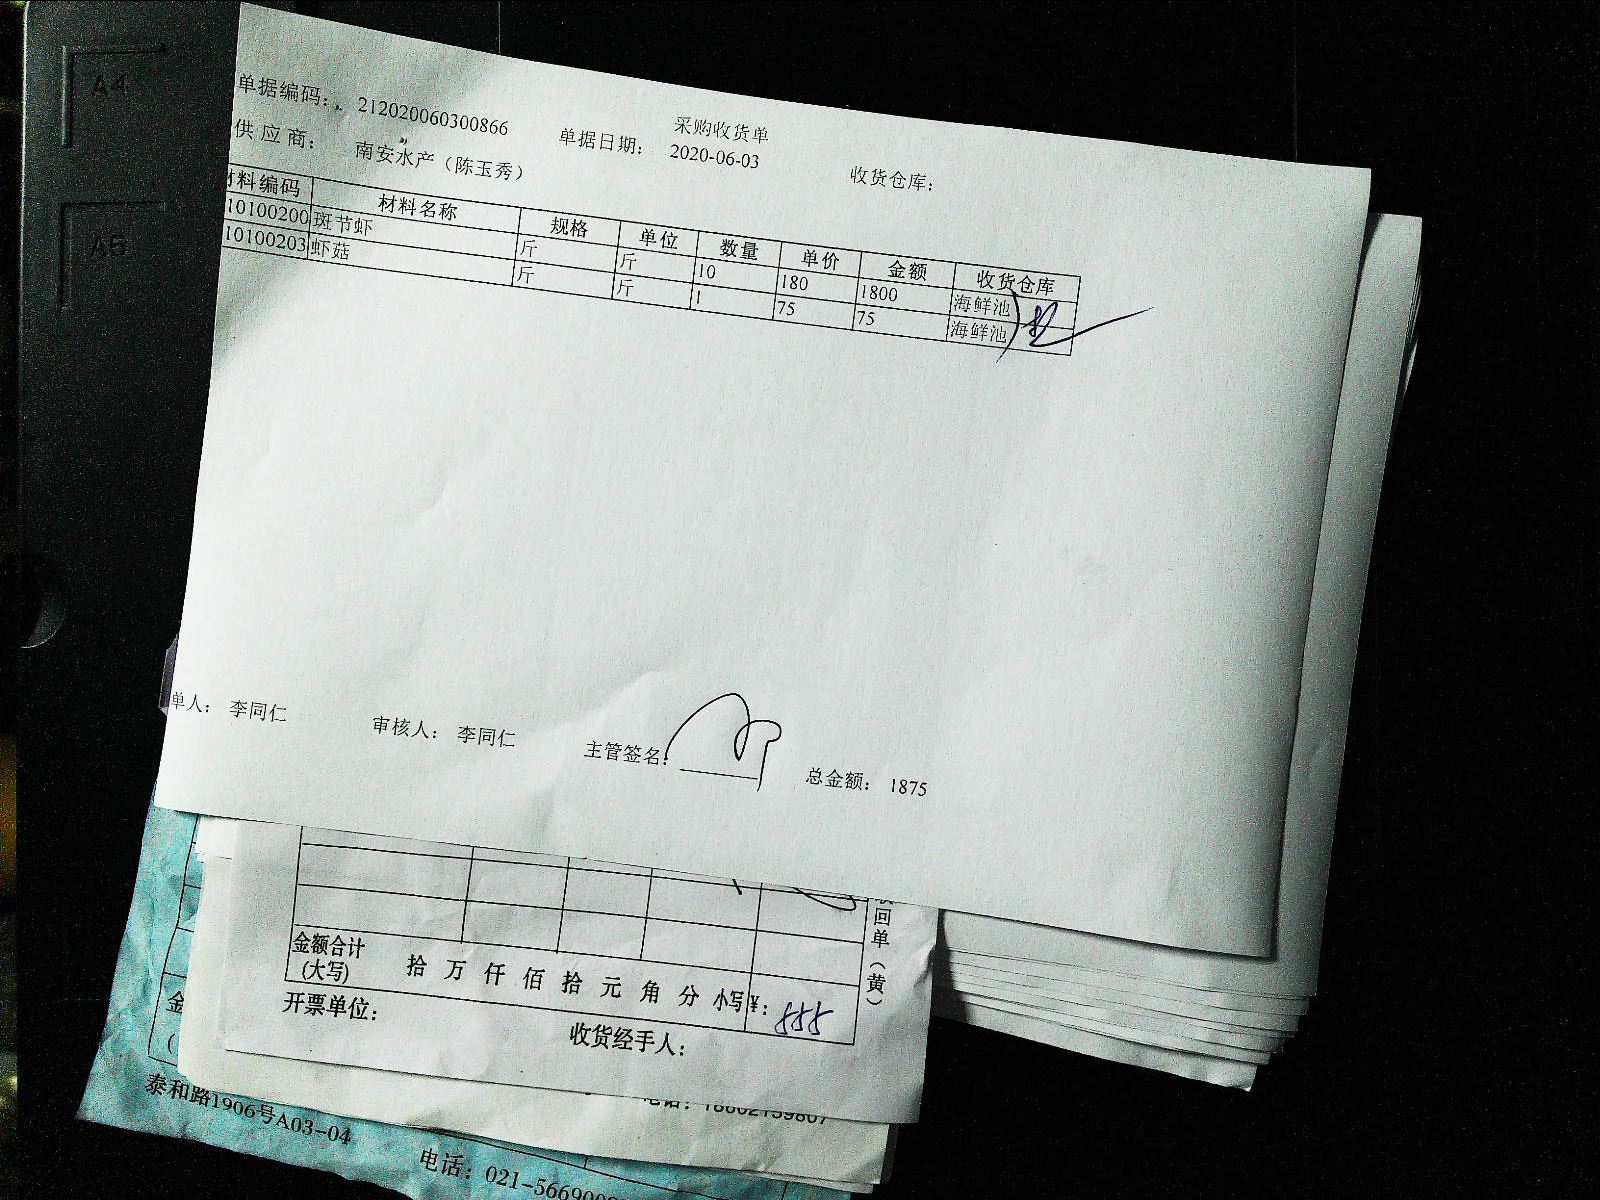 A4
A5
采购收货单
单据编码： 212020060300866 单据日期： 2020-06-03 收货仓库：
供应商： 南安水产（陈玉秀）
材料编码 材料名称 规格 单位 数量 单价 金额 收货仓库
10100200 斑节虾 斤 斤 10 180 1800 海鲜池
10100203 虾菇 斤 斤 1 75 75 海鲜池
单人： 李同仁 审核人： 李同仁 主管签名： 总金额： 1875
回单（黄）
金额合计（大写） 拾 万 仟 佰 拾 元 角 分 小写¥： 555
开票单位： 收货经手人：
金
泰和路1906号A03-04
电话：021-566900